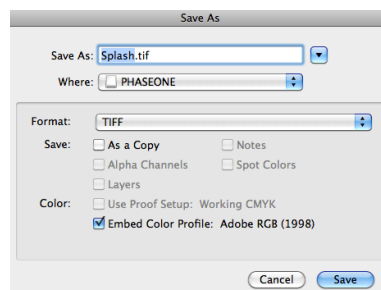 Save As
Save As: Splash.tif
Where: PHASEONE
Format: TIFF
Save: As a Copy Notes
Alpha Channels Spot Colors
Layers
Color: Use Proof Setup: Working CMYK
Embed Color Profile: Adobe RGB (1998)
Cancel Save